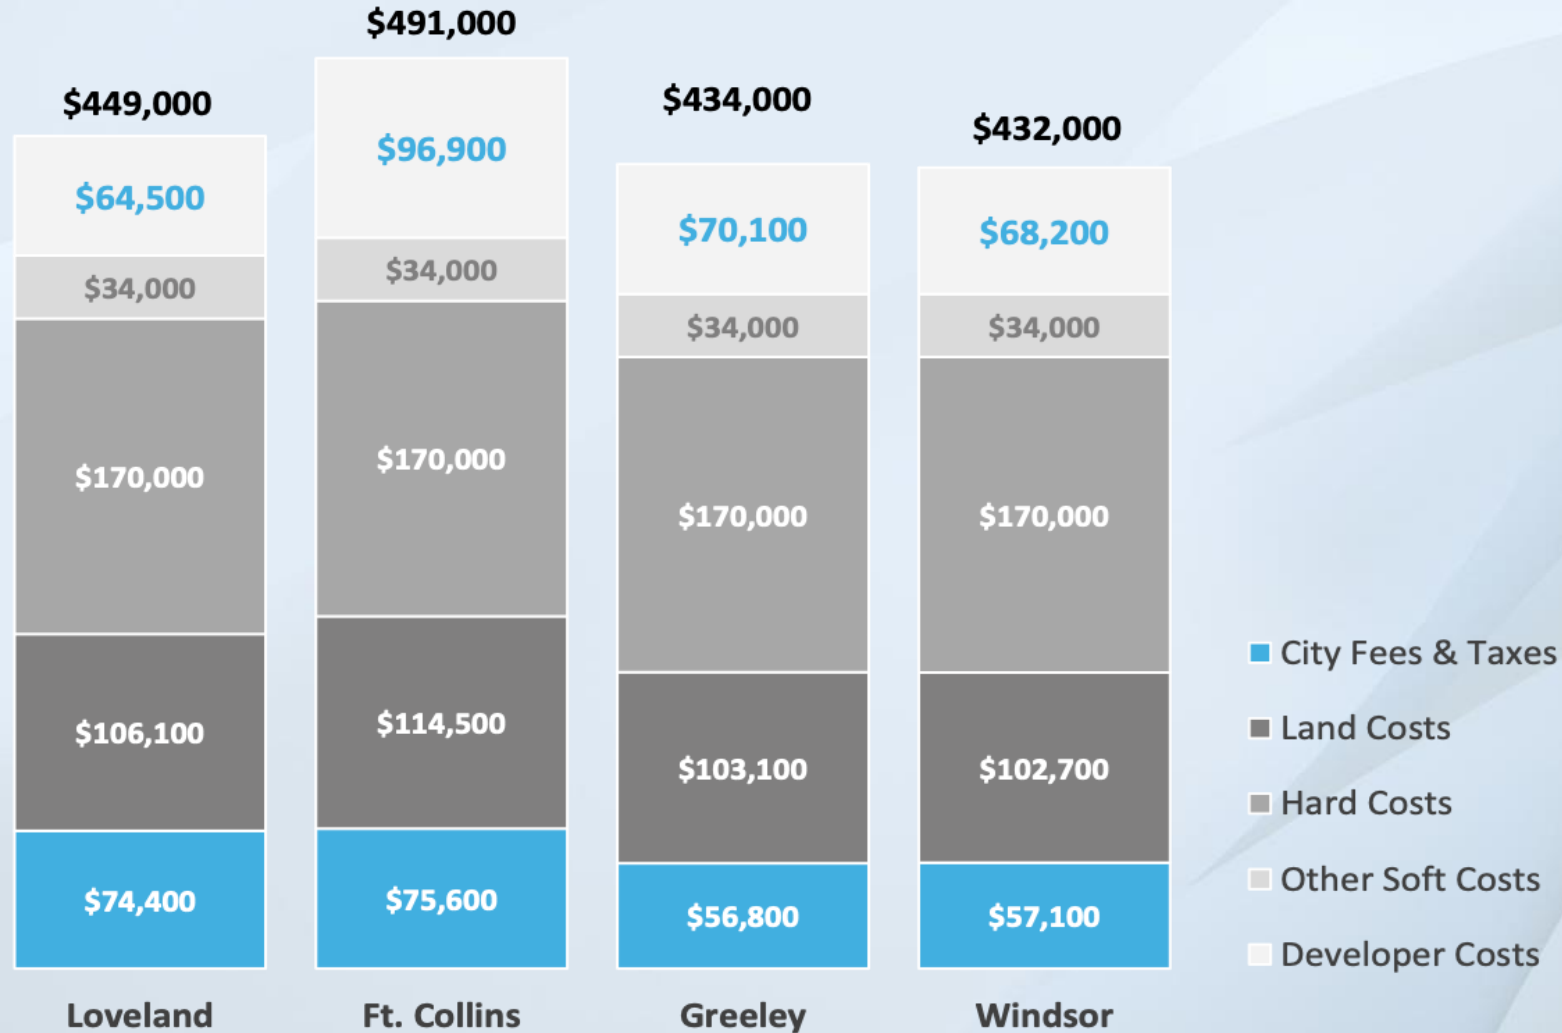 $491,000
$449,000
$434,000
$432,000
$64,500
$96,900
$70,100
$68,200
$34,000
$34,000
$34,000
$34,000
$170,000
$170,000
$170,000
$170,000
$106,100
$114,500
$103,100
$102,700
$74,400
$75,600
$56,800
$57,100
Loveland
Ft. Collins
Greeley
Windsor
City Fees & Taxes
Land Costs
Hard Costs
Other Soft Costs
Developer Costs